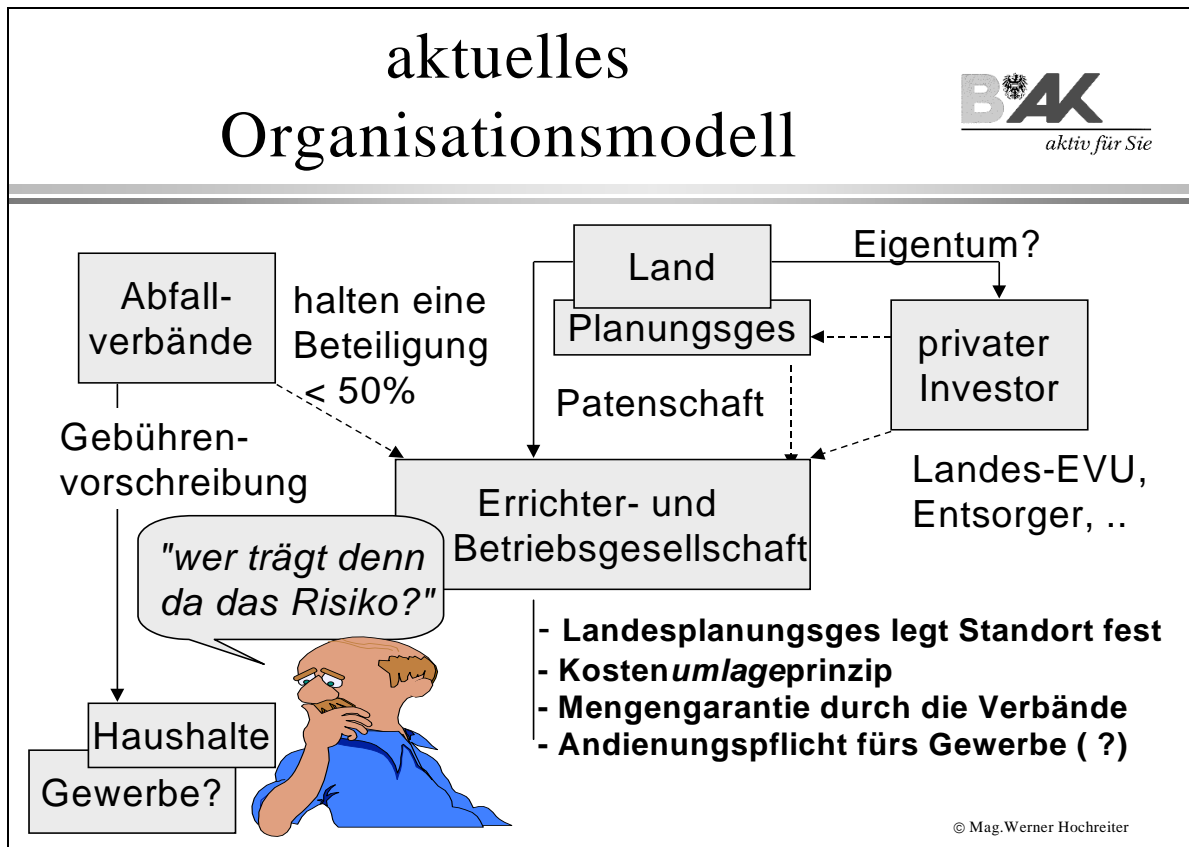 aktuelles
Organisationsmodell
BAK
aktiv für Sie
Abfall-
verbände
halten eine
Beteiligung
< 50%
Land
Planungsges
Eigentum?
privater
Investor
Patenschaft
Gebühren-
vorschreibung
Landes-EVU,
Entsorger, ..
Errichter- und
Betriebsgesellschaft
"wer trägt denn
da das Risiko?"
- Landesplanungsges legt Standort fest
- Kostenumlageprinzip
- Mengengarantie durch die Verbände
- Andienungspflicht fürs Gewerbe ( ?)
Haushalte
Gewerbe?
© Mag.Werner Hochreiter